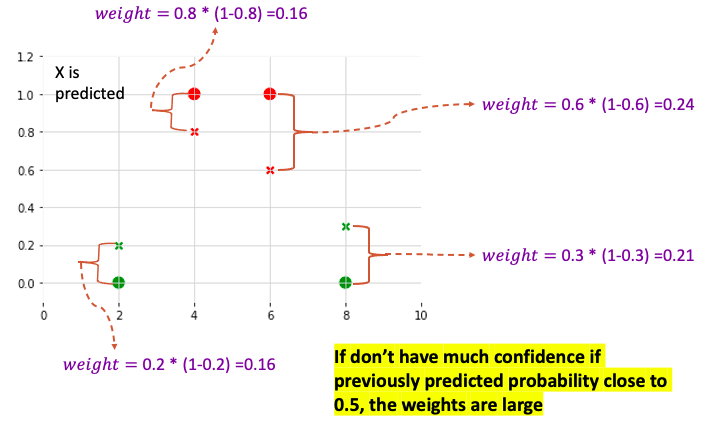 weight = 0.8 * (1-0.8) =0.16
1.2
X is
predicted
1.0
weight = 0.6 * (1-0.6) =0.24
0.8
0.6
0.4
0.2
weight = 0.3 * (1-0.3) =0.21
0.0
0 2 4 6 8 10
weight = 0.2 * (1-0.2) =0.16
If don’t have much confidence if
previously predicted probability close to
0.5, the weights are large